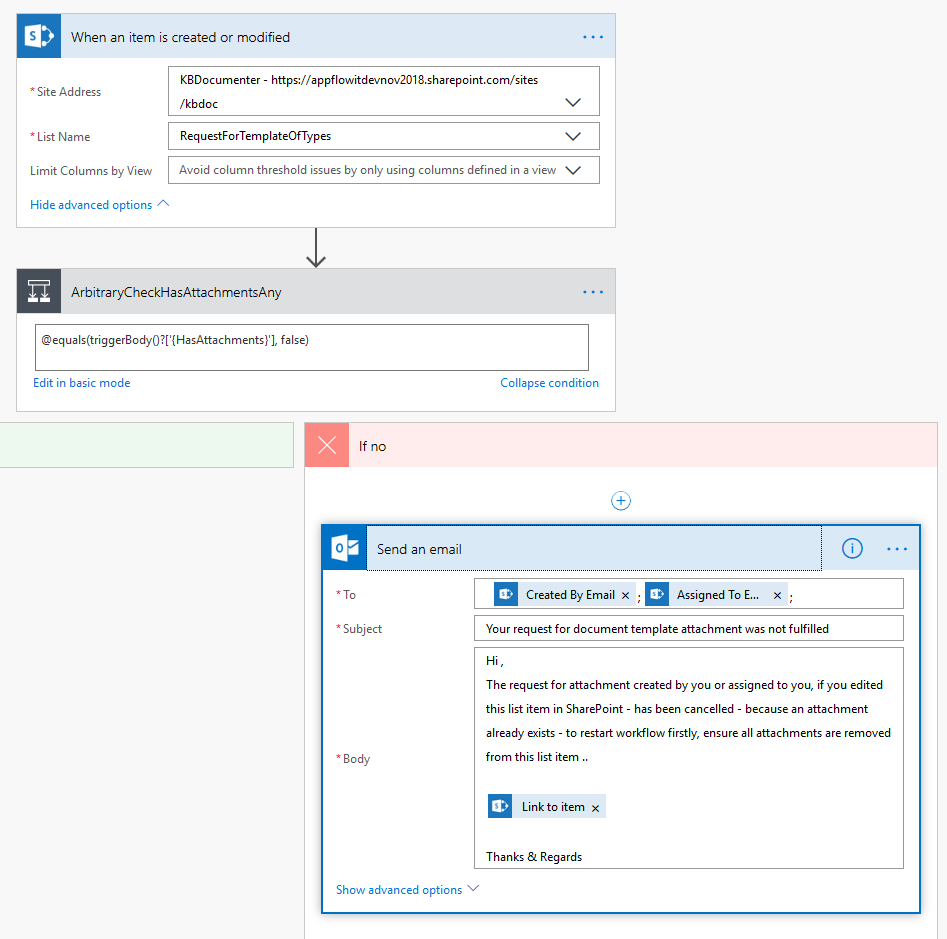 When an item is created or modified
* Site Address
KBDocumenter - https://appflowitdevnov2018.sharepoint.com/sites
/kbdoc
* List Name
RequestForTemplateOfTypes
Limit Columns by View
Avoid column threshold issues by only using columns defined in a view
Hide advanced options
ArbitraryCheckHasAttachmentsAny
@equals(triggerBody()?['{HasAttachments}'], false)
Edit in basic mode
Collapse condition
If no
Send an email
* To
Created By Email × ; Assigned To E... × ;
* Subject
Your request for document template attachment was not fulfilled
* Body
Hi ,
The request for attachment created by you or assigned to you, if you edited
this list item in SharePoint - has been cancelled - because an attachment
already exists - to restart workflow firstly, ensure all attachments are removed
from this list item ..
Link to item ×
Thanks & Regards
Show advanced options